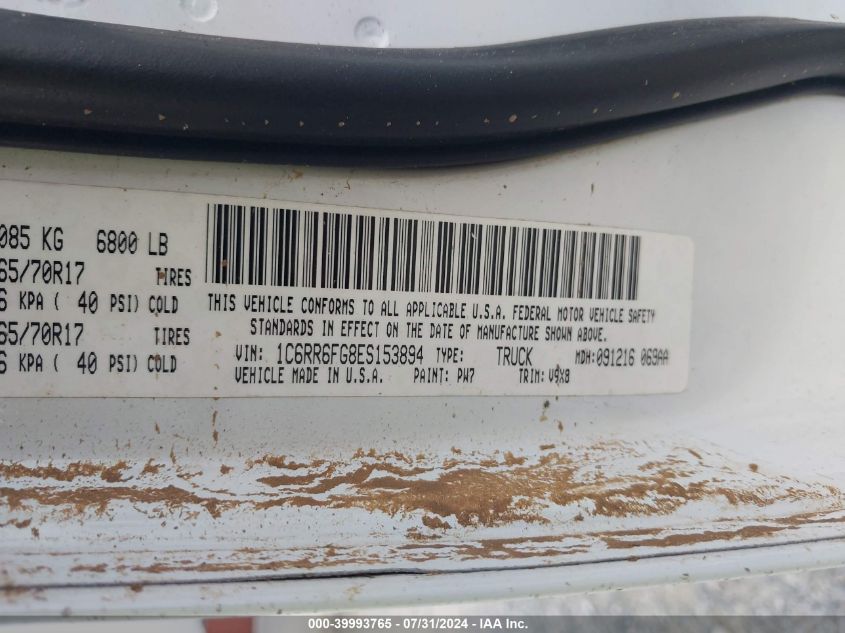 085 KG 6800 LB
65/70R17 TIRES
6 KPA ( 40 PSI) COLD
65/70R17 TIRES
6 KPA ( 40 PSI) COLD
THIS VEHICLE CONFORMS TO ALL APPLICABLE U.S.A. FEDERAL MOTOR VEHICLE SAFETY
STANDARDS IN EFFECT ON THE DATE OF MANUFACTURE SHOWN ABOVE.
VIN: 1C6RR6FG8ES153894 TYPE: TRUCK MDH:091216 069AA
VEHICLE MADE IN U.S.A. PAINT: PW7 TRIM: V9X8
000-39993765 - 07/31/2024 - IAA Inc.